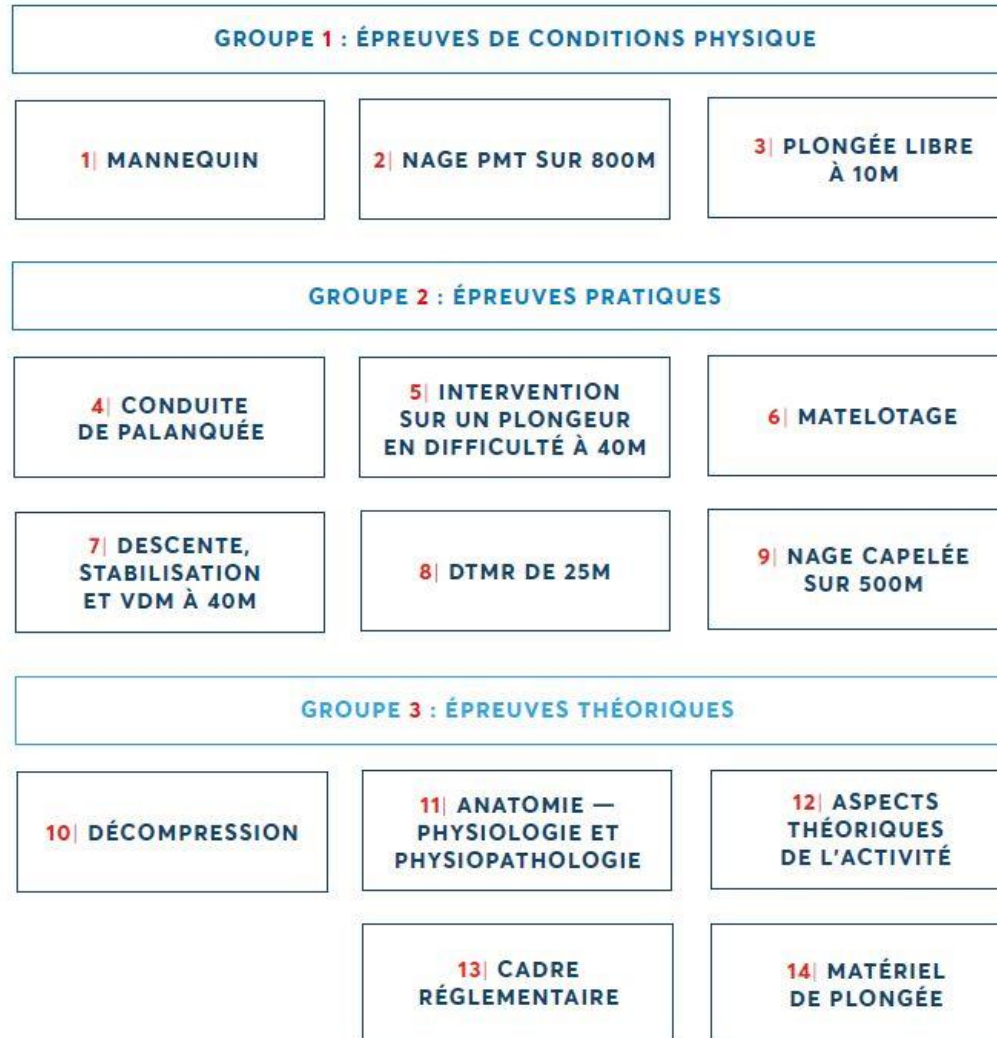 GROUPE 1 : ÉPREUVES DE CONDITIONS PHYSIQUE
1| MANNEQUIN
2| NAGE PMT SUR 800M
3| PLONGÉE LIBRE
À 10M
GROUPE 2 : ÉPREUVES PRATIQUES
4| CONDUITE
DE PALANQUÉE
5| INTERVENTION
SUR UN PLONGEUR
EN DIFFICULTÉ À 40M
6| MATELOTAGE
7| DESCENTE,
STABILISATION
ET VDM À 40M
8| DTMR DE 25M
9| NAGE CAPELÉE
SUR 500M
GROUPE 3 : ÉPREUVES THÉORIQUES
10| DÉCOMPRESSION
11| ANATOMIE —
PHYSIOLOGIE ET
PHYSIOPATHOLOGIE
12| ASPECTS
THÉORIQUES
DE L'ACTIVITÉ
13| CADRE
RÉGLEMENTAIRE
14| MATÉRIEL
DE PLONGÉE